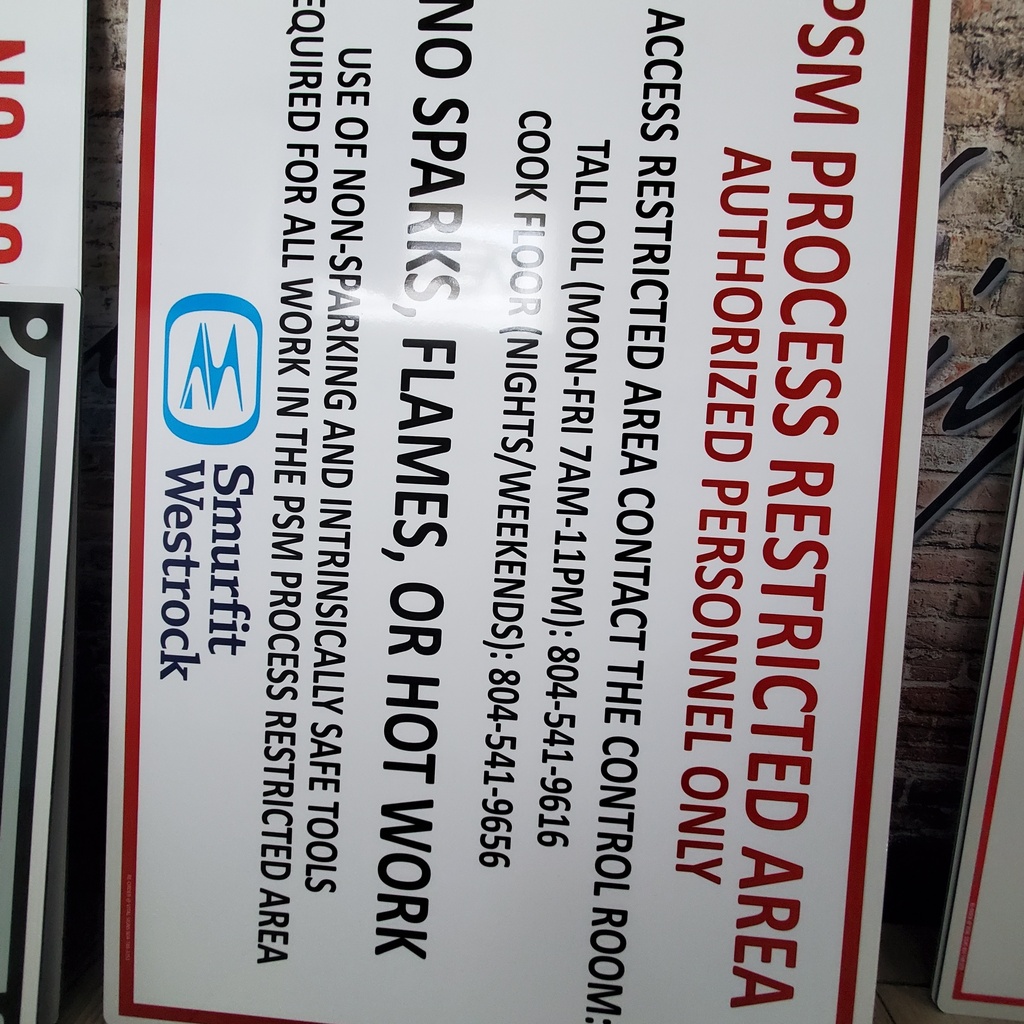 PSM PROCESS RESTRICTED AREA
AUTHORIZED PERSONNEL ONLY
ACCESS RESTRICTED AREA CONTACT THE CONTROL ROOM:
TALL OIL (MON-FRI 7AM-11PM): 804-541-9616
COOK FLOOR (NIGHTS/WEEKENDS): 804-541-9656
NO SPARKS, FLAMES, OR HOT WORK
USE OF NON-SPARKING AND INTRINSICALLY SAFE TOOLS
EQUIRED FOR ALL WORK IN THE PSM PROCESS RESTRICTED AREA
Smurfit
Westrock
NO